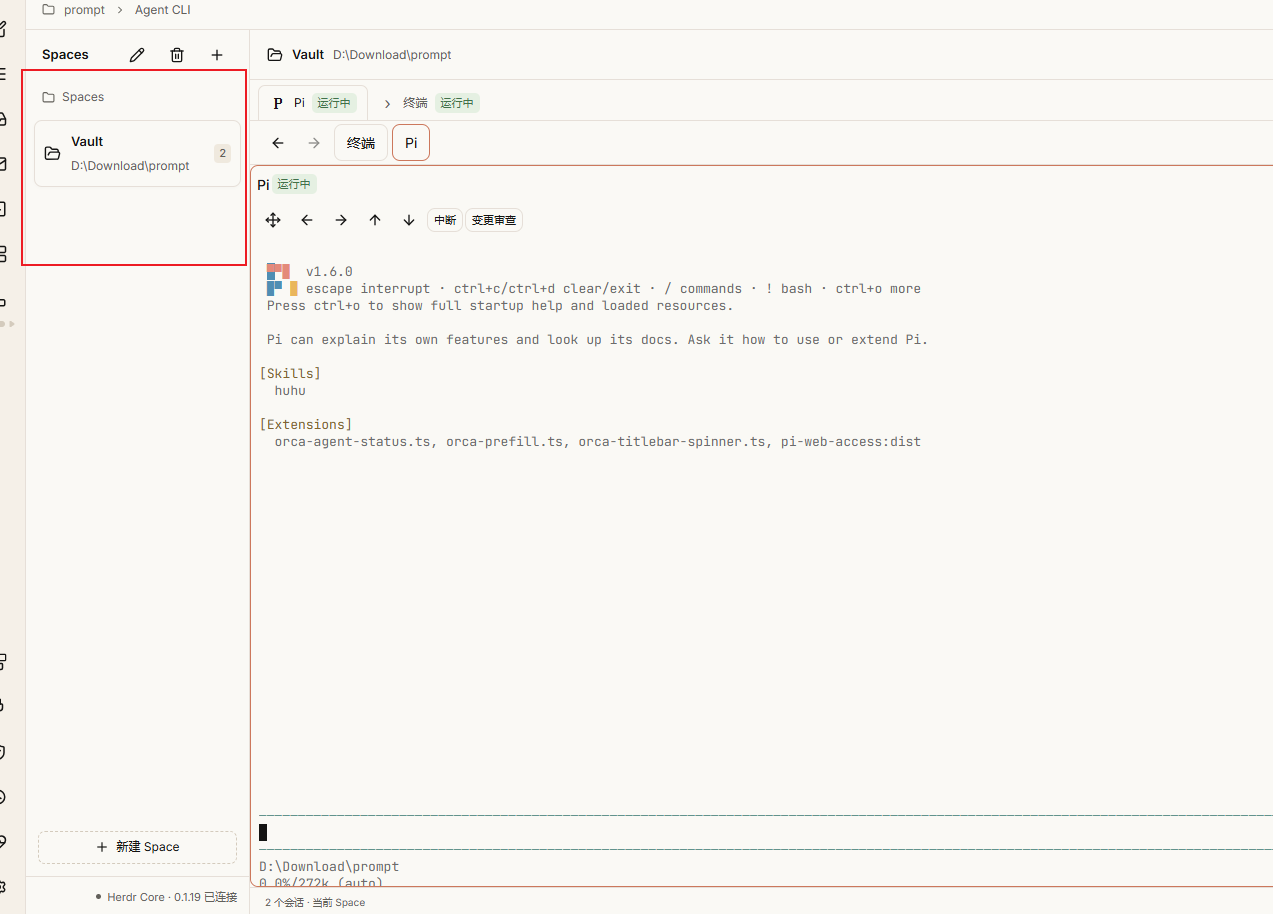 prompt > Agent CLI
Spaces
Spaces
Vault
D:\Download\prompt
2
+ 新建 Space
Herdr Core · 0.1.19 已连接
Vault D:\Download\prompt
P Pi 运行中 > 终端 运行中
终端 Pi
Pi 运行中
中断 变更审查
v1.6.0
escape interrupt · ctrl+c/ctrl+d clear/exit · / commands · ! bash · ctrl+o more
Press ctrl+o to show full startup help and loaded resources.
Pi can explain its own features and look up its docs. Ask it how to use or extend Pi.
[Skills]
huhu
[Extensions]
orca-agent-status.ts, orca-prefill.ts, orca-titlebar-spinner.ts, pi-web-access:dist
D:\Download\prompt
0.0%/272k (auto)
2 个会话 · 当前 Space